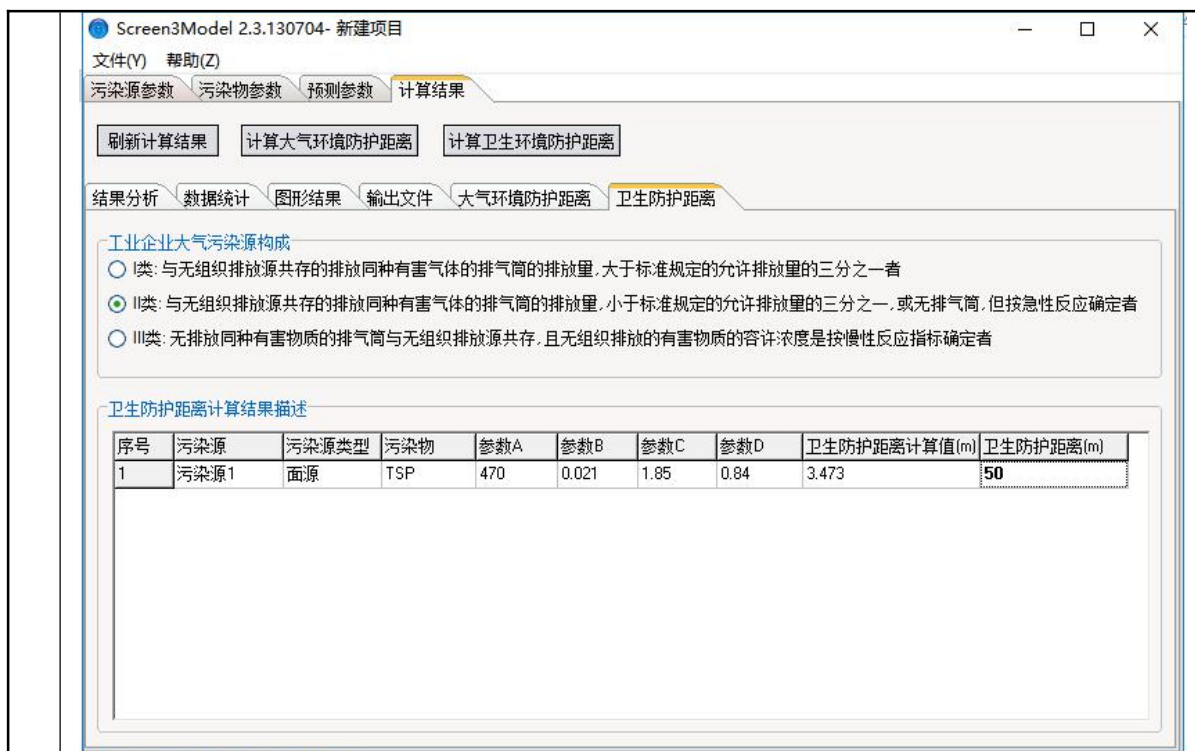 Screen3Model 2.3.130704- 新建项目
文件(Y) 帮助(Z)
污染源参数 污染物参数 预测参数 计算结果
刷新计算结果 计算大气环境防护距离 计算卫生环境防护距离
结果分析 数据统计 图形结果 输出文件 大气环境防护距离 卫生防护距离
工业企业大气污染源构成
I类: 与无组织排放源共存的排放同种有害气体的排气筒的排放量, 大于标准规定的允许排放量的三分之一者
II类: 与无组织排放源共存的排放同种有害气体的排气筒的排放量, 小于标准规定的允许排放量的三分之一, 或无排气筒, 但按急性反应确定者
III类: 无排放同种有害物质的排气筒与无组织排放源共存, 且无组织排放的有害物质的容许浓度是按慢性反应指标确定者
卫生防护距离计算结果描述
序号 污染源 污染源类型 污染物 参数A 参数B 参数C 参数D 卫生防护距离计算值(m) 卫生防护距离(m)
1 污染源1 面源 TSP 470 0.021 1.85 0.84 3.473 50